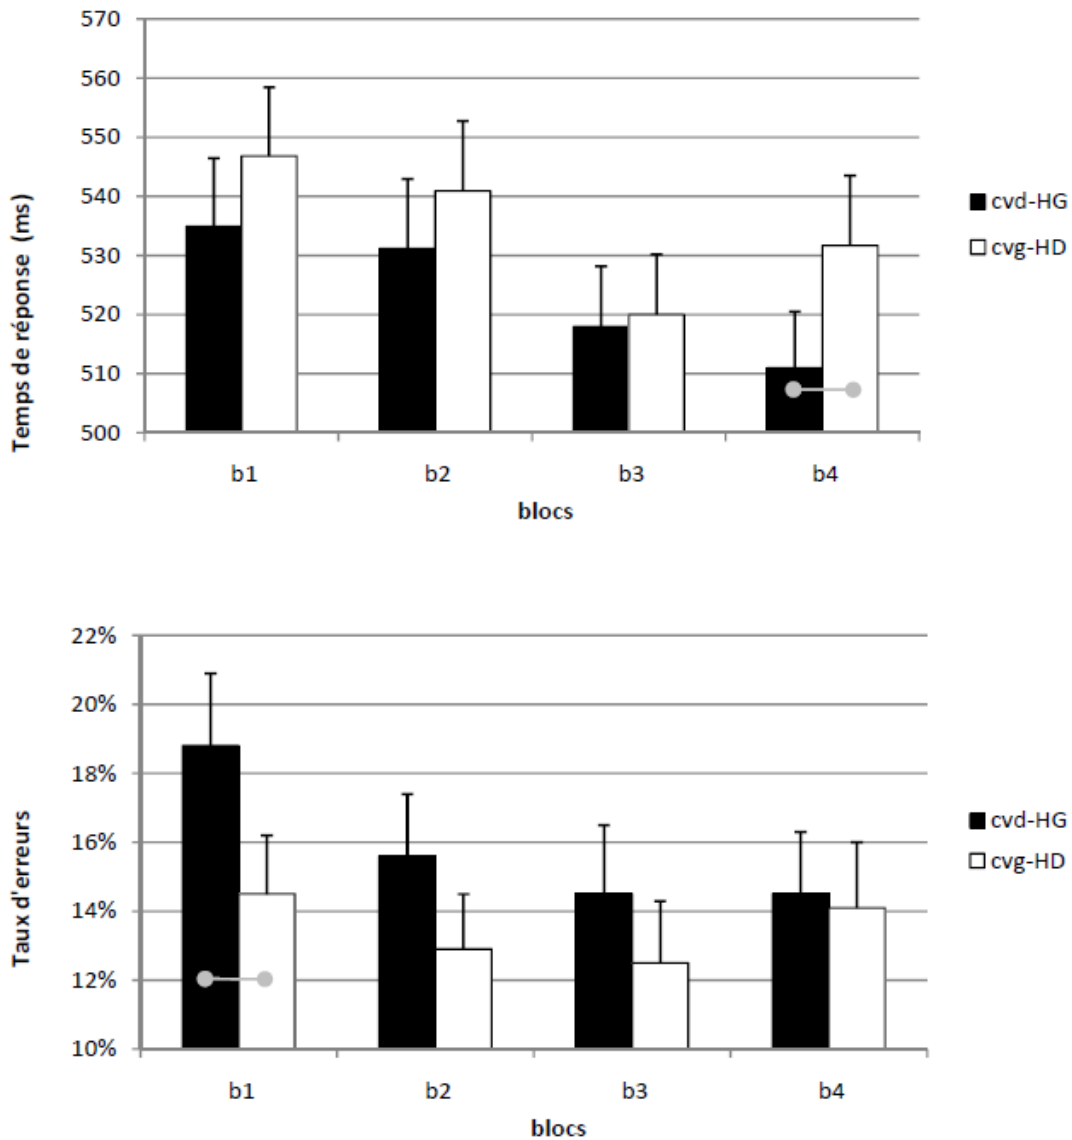 570
560
550
540
530
520
510
500
Temps de réponse (ms)
b1
b2
b3
b4
blocs
cvd-HG
cvg-HD
22%
20%
18%
16%
14%
12%
10%
Taux d'erreurs
b1
b2
b3
b4
blocs
cvd-HG
cvg-HD